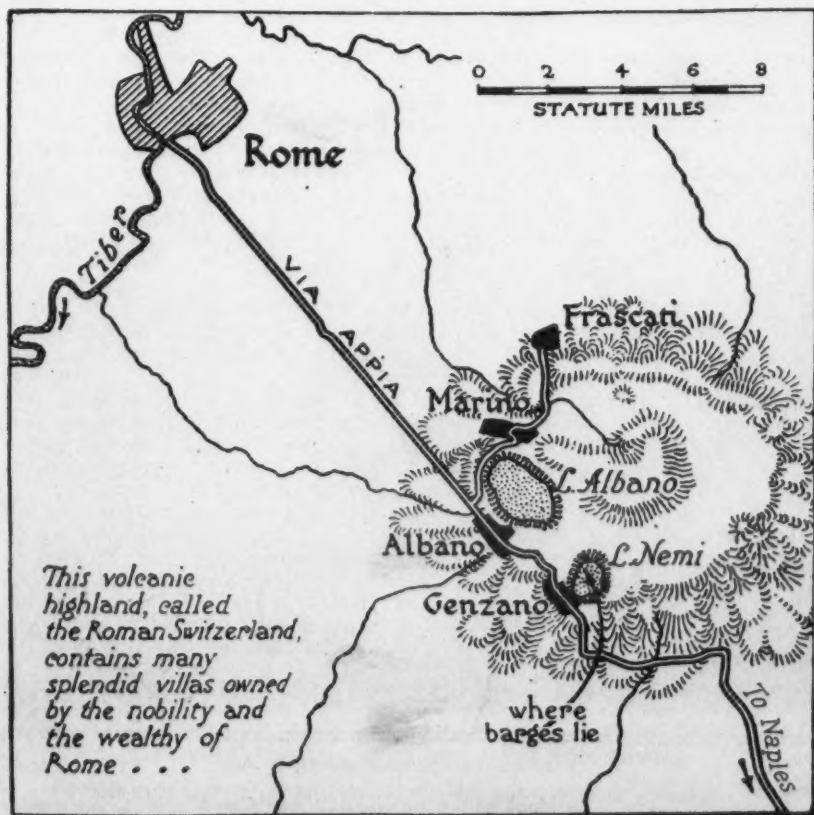 0 2 4 6 8
STATUTE MILES
Rome
Tiber
VIA APPIA
Frascati
Marino
L. Albano
Albano
L. Nemi
Genzano
This volcanic
highland, called
the Roman Switzerland,
contains many
splendid villas owned
by the nobility and
the wealthy of
Rome . . .
where
barges lie
To Naples